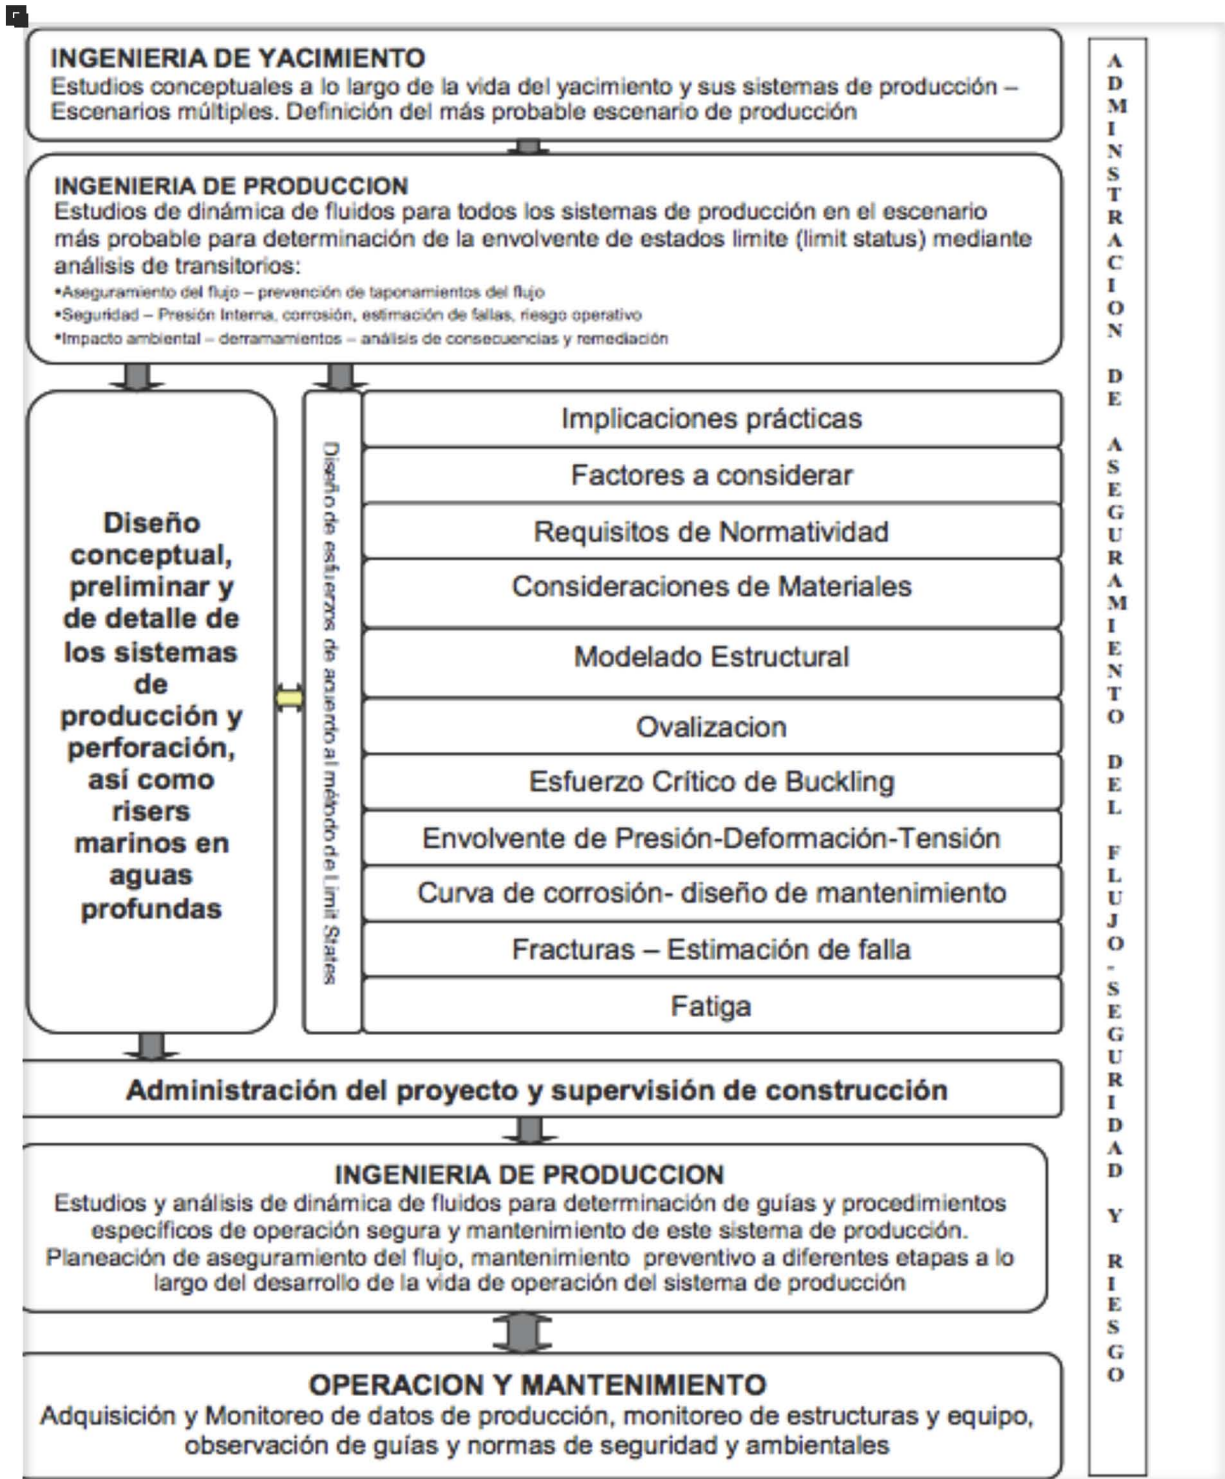 INGENIERIA DE YACIMIENTO
Estudios conceptuales a lo largo de la vida del yacimiento y sus sistemas de producción –
Escenarios múltiples. Definición del más probable escenario de producción
INGENIERIA DE PRODUCCION
Estudios de dinámica de fluidos para todos los sistemas de producción en el escenario
más probable para determinación de la envolvente de estados limite (limit status) mediante
análisis de transitorios:
•Aseguramiento del flujo – prevención de taponamientos del flujo
•Seguridad – Presión Interna, corrosión, estimación de fallas, riesgo operativo
•Impacto ambiental – derramamientos – análisis de consecuencias y remediación
Diseño
conceptual,
preliminar y
de detalle de
los sistemas
de
producción y
perforación,
así como
risers
marinos en
aguas
profundas
Diseño de esfuerzos de acuerdo al método de Limit States
Implicaciones prácticas
Factores a considerar
Requisitos de Normatividad
Consideraciones de Materiales
Modelado Estructural
Ovalizacion
Esfuerzo Crítico de Buckling
Envolvente de Presión-Deformación-Tensión
Curva de corrosión- diseño de mantenimiento
Fracturas – Estimación de falla
Fatiga
Administración del proyecto y supervisión de construcción
INGENIERIA DE PRODUCCION
Estudios y análisis de dinámica de fluidos para determinación de guías y procedimientos
específicos de operación segura y mantenimiento de este sistema de producción.
Planeación de aseguramiento del flujo, mantenimiento preventivo a diferentes etapas a lo
largo del desarrollo de la vida de operación del sistema de producción
OPERACION Y MANTENIMIENTO
Adquisición y Monitoreo de datos de producción, monitoreo de estructuras y equipo,
observación de guías y normas de seguridad y ambientales
ADMINSTRACION DE ASEGURAMIENTO DEL FLUJO-SEGURIDAD Y RIESGO